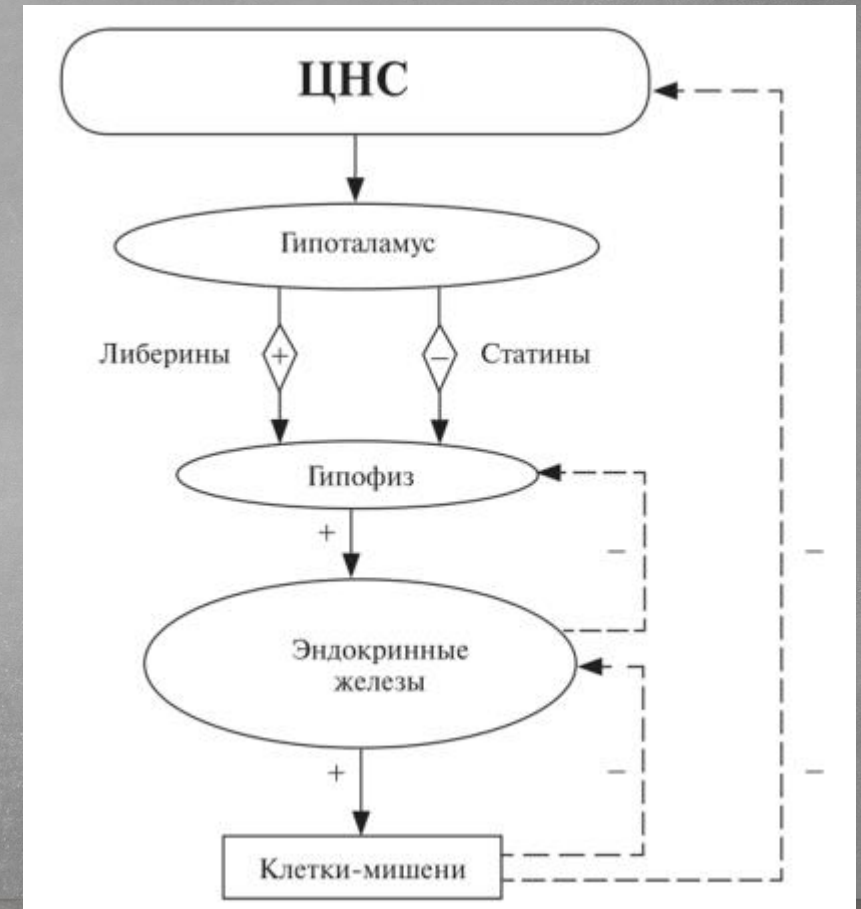 ЦНС
Гипоталамус
Либерины
+
–
Статины
Гипофиз
+
–
–
Эндокринные
железы
+
–
–
Клетки-мишени